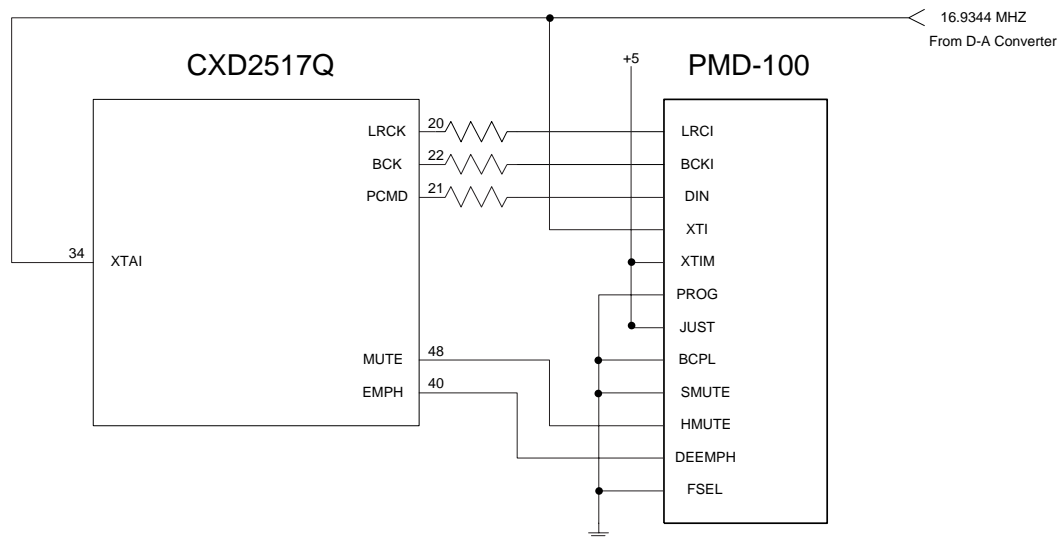 16.9344 MHZ
From D-A Converter
CXD2517Q
+5
PMD-100
LRCK 20
LRCI
BCK 22
BCKI
PCMD 21
DIN
XTI
34 XTAI
XTIM
PROG
JUST
MUTE 48
BCPL
EMPH 40
SMUTE
HMUTE
DEEMPH
FSEL